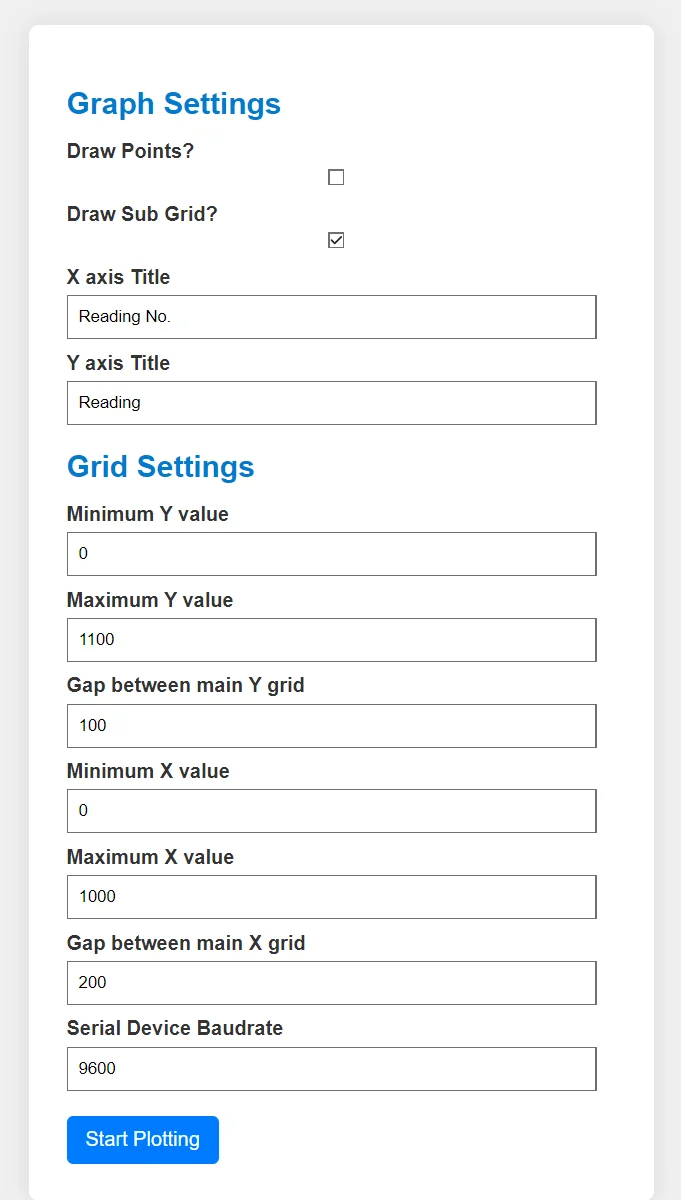 Graph Settings
Draw Points?
Draw Sub Grid?
X axis Title
Reading No.
Y axis Title
Reading
Grid Settings
Minimum Y value
0
Maximum Y value
1100
Gap between main Y grid
100
Minimum X value
0
Maximum X value
1000
Gap between main X grid
200
Serial Device Baudrate
9600
Start Plotting